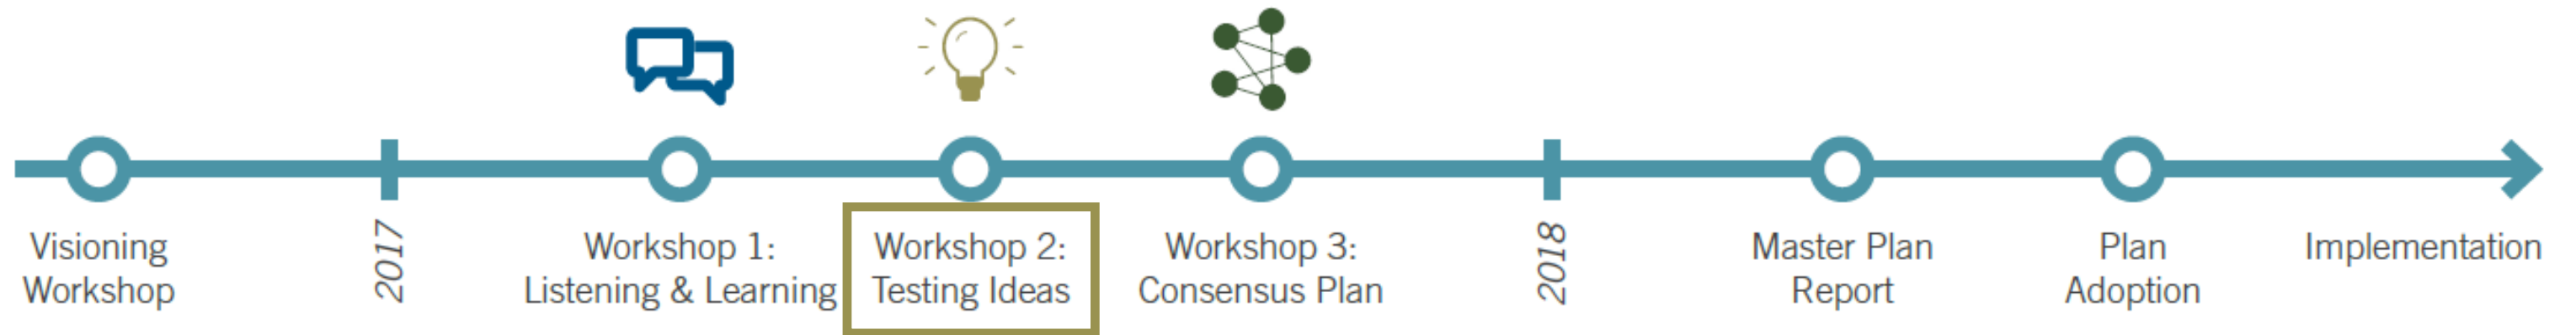 Visioning
Workshop
2017
Workshop 1:
Listening & Learning
Workshop 2:
Testing Ideas
Workshop 3:
Consensus Plan
2018
Master Plan
Report
Plan
Adoption
Implementation